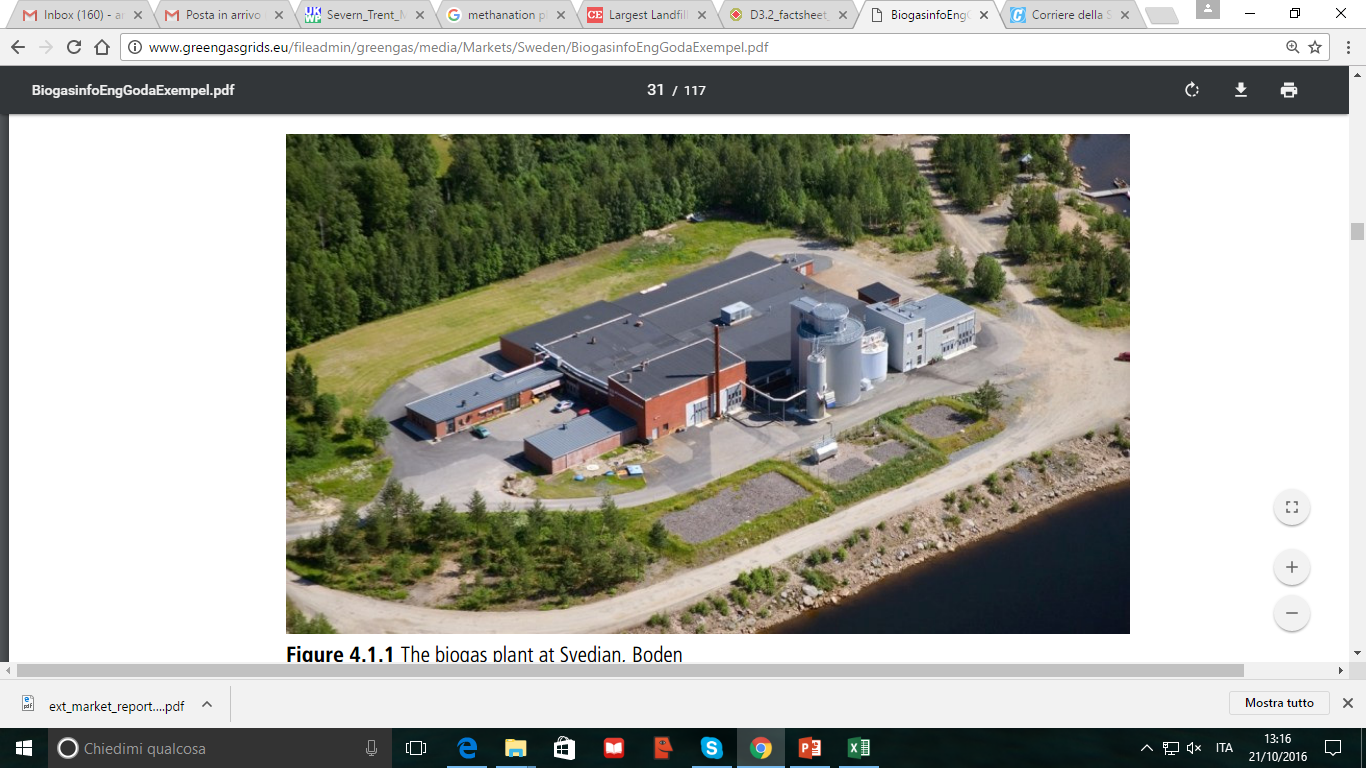 Inbox (160) - a
Posta in arrivo
Severn_Trent_
methanation p
Largest Landfil
D3.2_factsheet_
BiogasinfoEng
Corriere della S
www.greengasgrids.eu/fileadmin/greengas/media/Markets/Sweden/BiogasinfoEngGodaExempel.pdf
BiogasinfoEngGodaExempel.pdf
31 / 117
Figure 4.1.1 The biogas plant at Svedjan, Boden
ext_market_report....pdf
Mostra tutto
Chiedimi qualcosa
ITA
13:16
21/10/2016